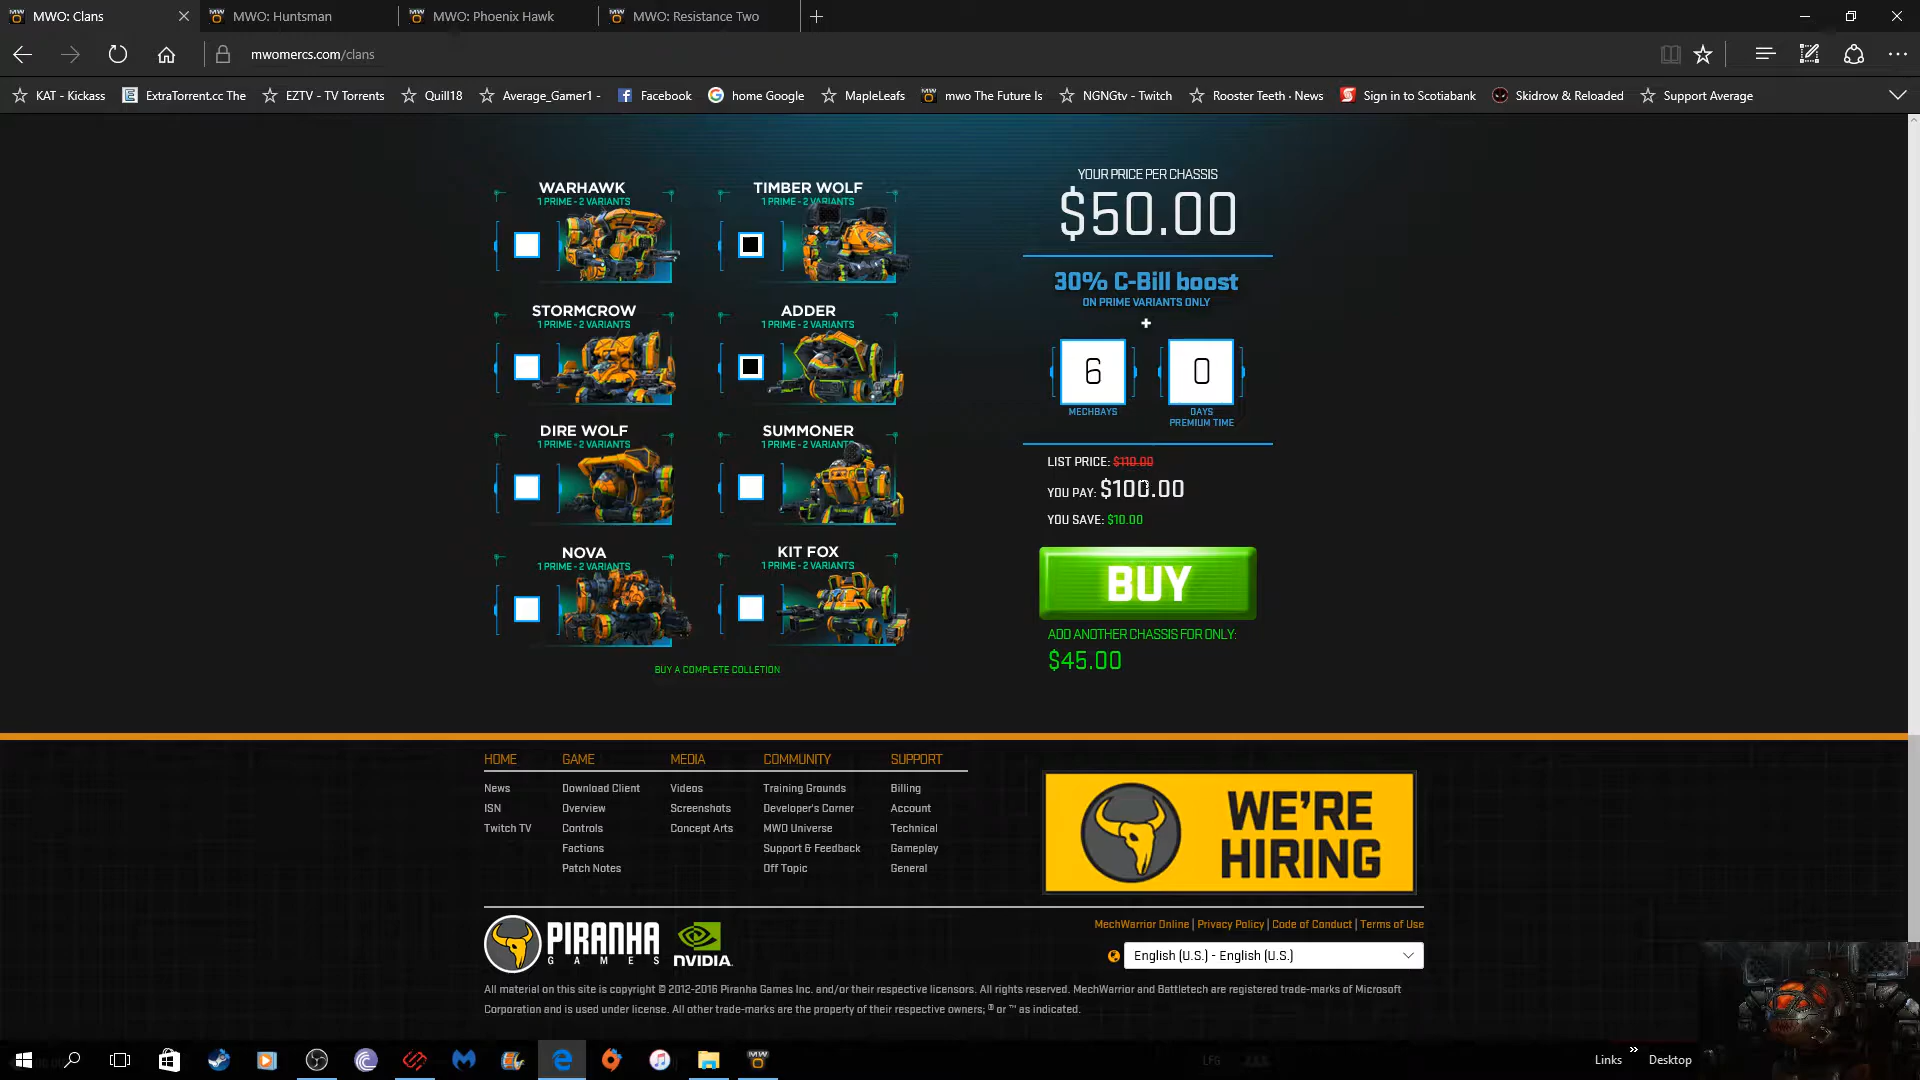 MWO: Clans
MWO: Huntsman
MWO: Phoenix Hawk
MWO: Resistance Two
mwomercs.com/clans
KAT - Kickass
ExtraTorrent.cc The
EZTV - TV Torrents
Quill18
Average_Gamer1 -
Facebook
home Google
MapleLeafs
mwo The Future Is
NGNGtv - Twitch
Rooster Teeth · News
Sign in to Scotiabank
Skidrow & Reloaded
Support Average
WARHAWK
1 PRIME - 2 VARIANTS
TIMBER WOLF
1 PRIME - 2 VARIANTS
STORMCROW
1 PRIME - 2 VARIANTS
ADDER
1 PRIME - 2 VARIANTS
DIRE WOLF
1 PRIME - 2 VARIANTS
SUMMONER
1 PRIME - 2 VARIANTS
NOVA
1 PRIME - 2 VARIANTS
KIT FOX
1 PRIME - 2 VARIANTS
BUY A COMPLETE COLLETION
YOUR PRICE PER CHASSIS
$50.00
30% C-Bill boost
ON PRIME VARIANTS ONLY
+
6
MECHBAYS
0
DAYS
PREMIUM TIME
LIST PRICE: $110.00
YOU PAY: $100.00
YOU SAVE: $10.00
BUY
ADD ANOTHER CHASSIS FOR ONLY:
$45.00
HOME
News
ISN
Twitch TV
GAME
Download Client
Overview
Controls
Factions
Patch Notes
MEDIA
Videos
Screenshots
Concept Arts
COMMUNITY
Training Grounds
Developer's Corner
MWO Universe
Support & Feedback
Off Topic
SUPPORT
Billing
Account
Technical
Gameplay
General
WE'RE
HIRING
PIRANHA
GAMES
NVIDIA.
MechWarrior Online | Privacy Policy | Code of Conduct | Terms of Use
English (U.S.) - English (U.S.)
All material on this site is copyright © 2012-2016 Piranha Games Inc. and/or their respective licensors. All rights reserved. MechWarrior and Battletech are registered trade-marks of Microsoft
Corporation and is used under license. All other trade-marks are the property of their respective owners; ® or ™ as indicated.
LFG
Links
Desktop